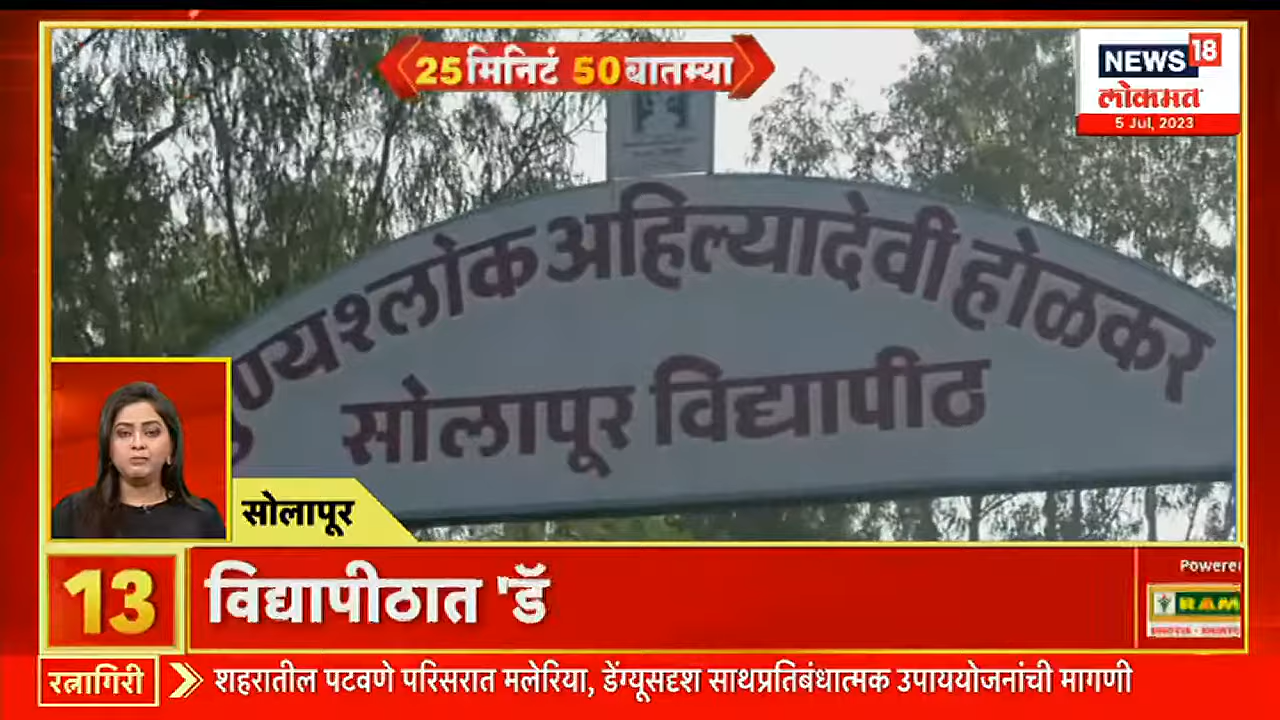 25 मिनिटं 50 बातम्या
NEWS 18
लोकमत
5 Jul, 2023
पुण्यश्लोक अहिल्यादेवी होळकर
सोलापूर विद्यापीठ
सोलापूर
13 विद्यापीठात 'डॅ
Powere
RAM
रत्नागिरी
शहरातील पटवणे परिसरात मलेरिया, डेंग्यूसदृश साथप्रतिबंधात्मक उपाययोजनांची मागणी